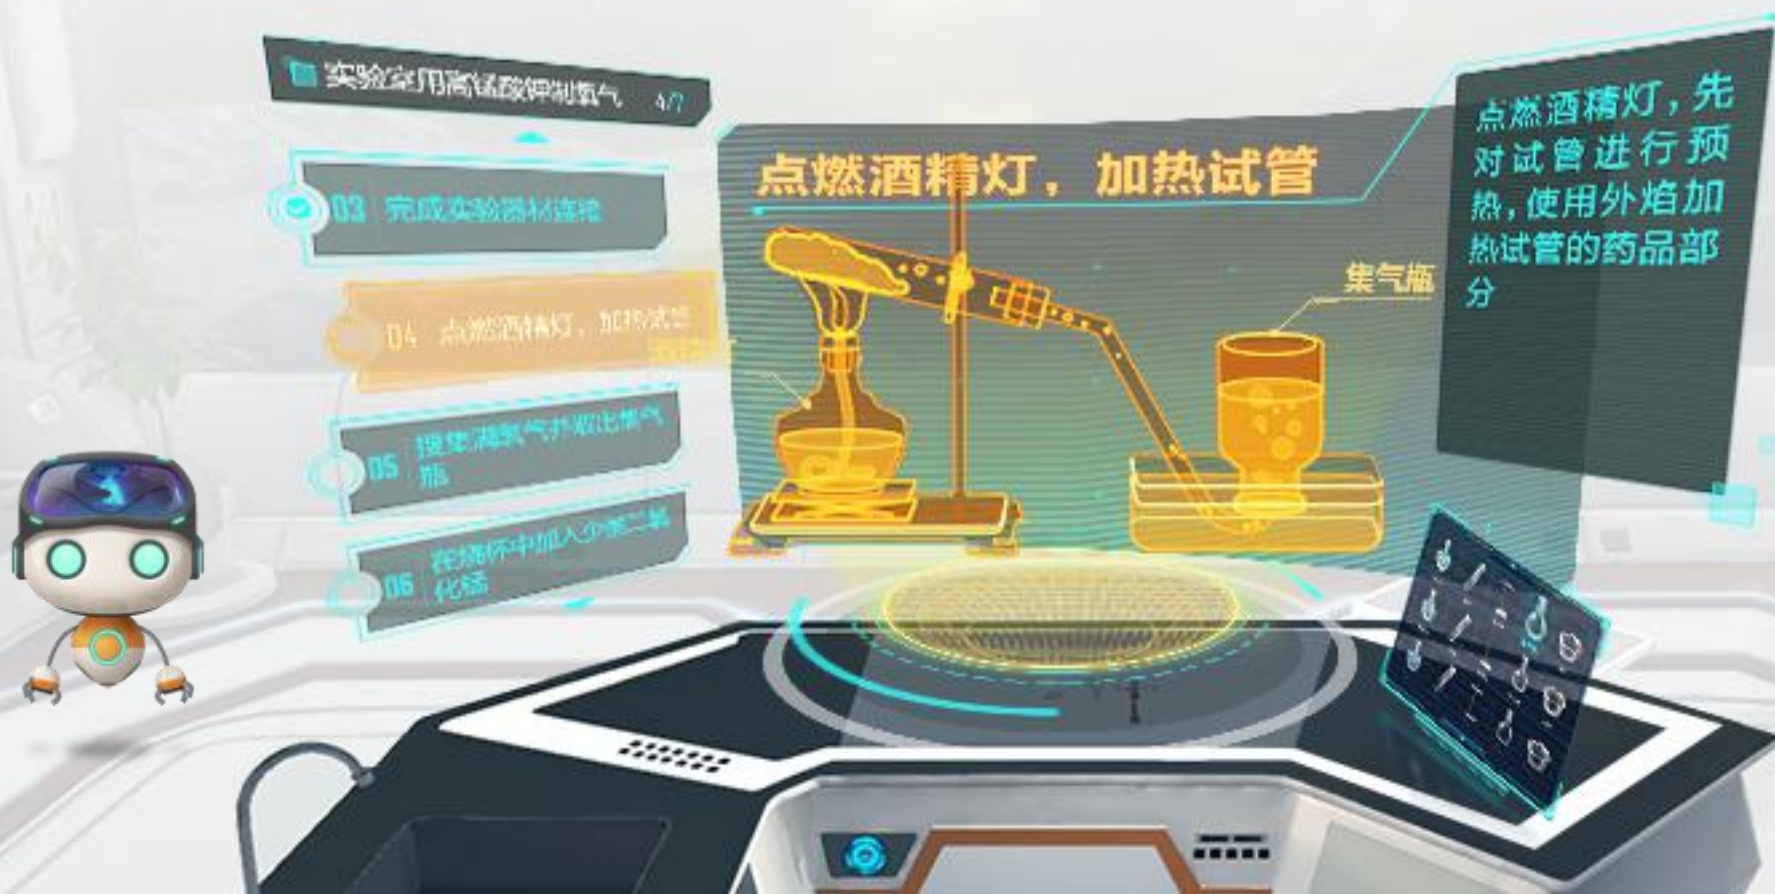 实验室用高锰酸钾制氧气 4/7
03 完成实验器材连接
04 点燃酒精灯，加热试管
05 搜集满氧气并取出集气
瓶
06 在烧杯中加入少量二氧
化锰
点燃酒精灯，加热试管
集气瓶
点燃酒精灯，先
对试管进行预
热，使用外焰加
热试管的药品部
分